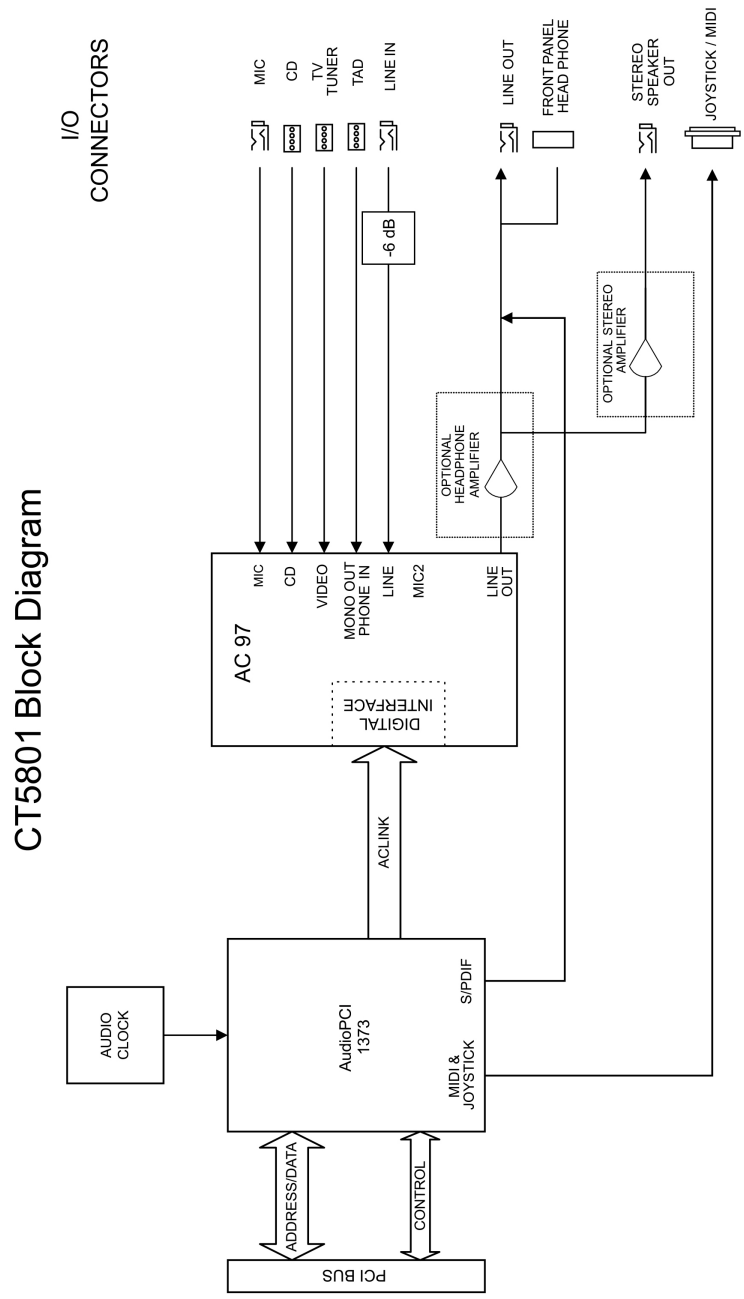 CT5801 Block Diagram
I/O
CONNECTORS
AUDIO
CLOCK
PCI BUS
ADDRESS/DATA
CONTROL
AudioPCI
1373
MIDI &
JOYSTICK
S/PDIF
ACLINK
AC 97
DIGITAL
INTERFACE
MIC
CD
VIDEO
MONO OUT
PHONE IN
LINE
MIC2
LINE
OUT
-6 dB
MIC
CD
TV
TUNER
TAD
LINE IN
OPTIONAL
HEADPHONE
AMPLIFIER
OPTIONAL STEREO
AMPLIFIER
LINE OUT
FRONT PANEL
HEAD PHONE
STEREO
SPEAKER
OUT
JOYSTICK / MIDI